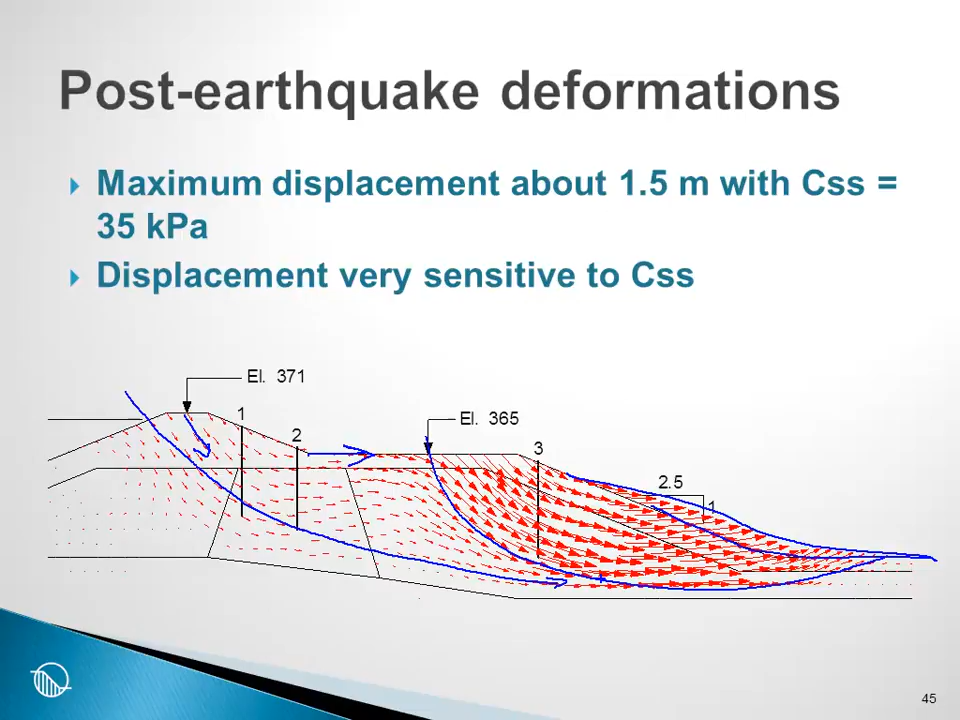 Post-earthquake deformations
Maximum displacement about 1.5 m with Css =
35 kPa
Displacement very sensitive to Css
El. 371
1
El. 365
2
3
2.5
1
45